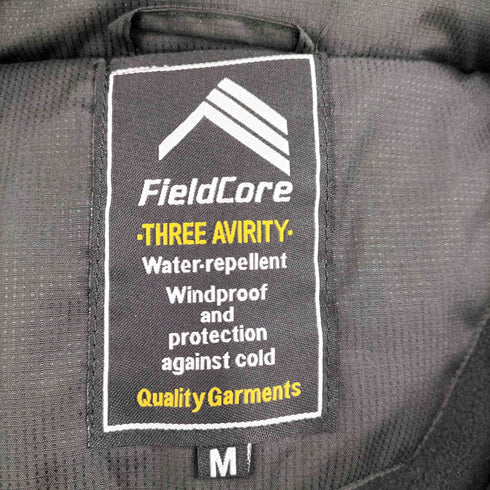 FieldCore
·THREE AVIRITY·
Water-repellent
Windproof
and
protection
against cold
Quality Garments
M